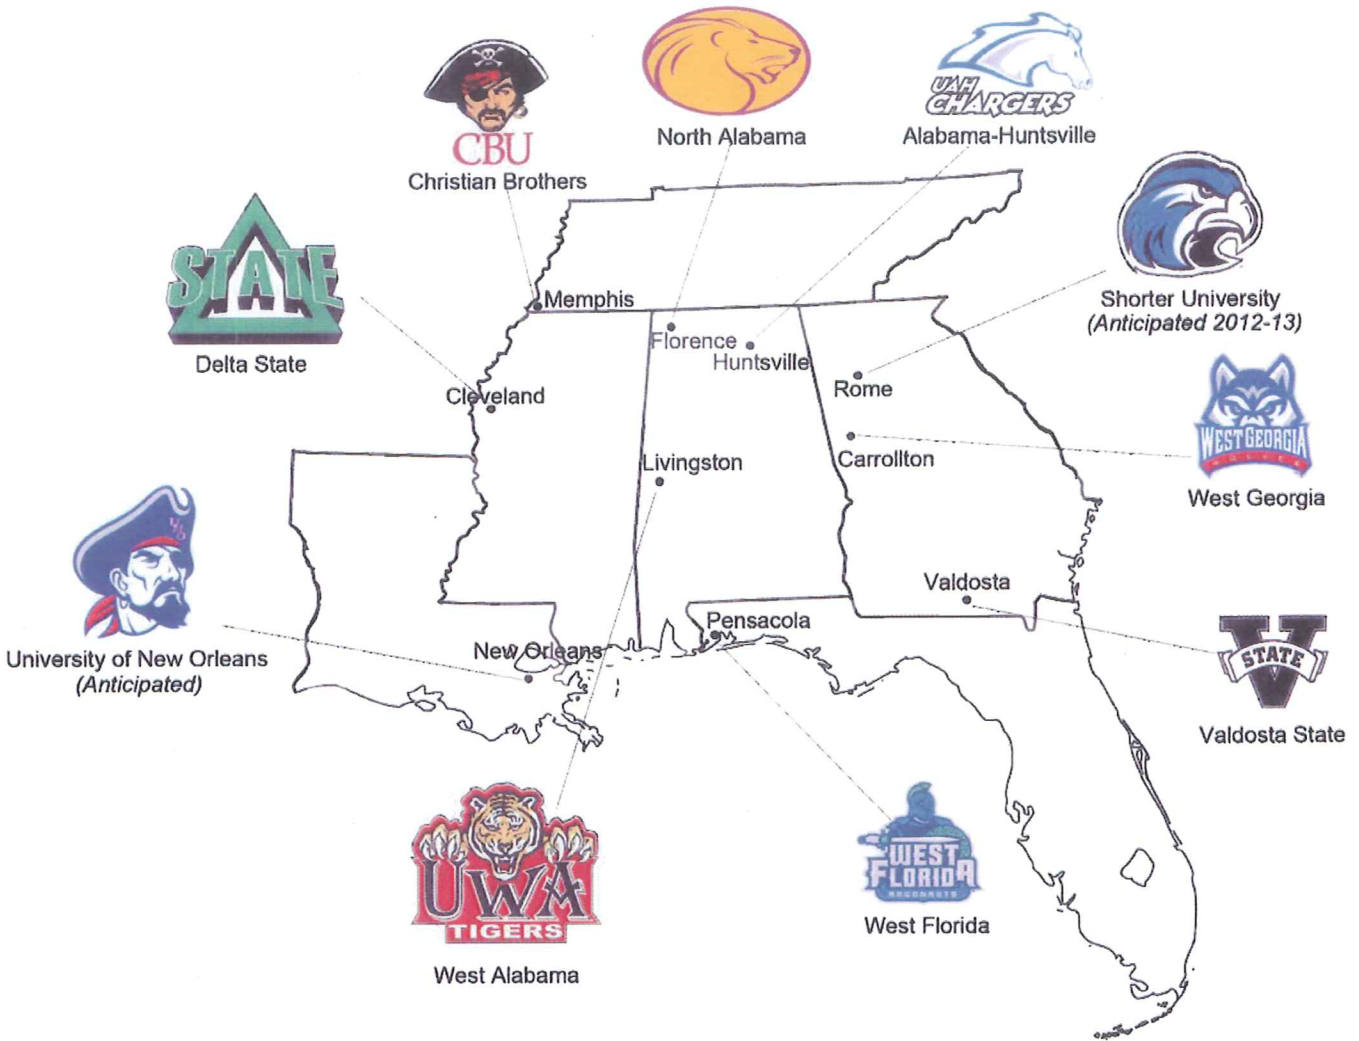 CBU
Christian Brothers
North Alabama
UAH
CHARGERS
Alabama-Huntsville
STATE
Delta State
Shorter University
(Anticipated 2012-13)
Memphis
Florence
Huntsville
Rome
Cleveland
WEST GEORGIA
WOLVES
West Georgia
Carrollton
Livingston
University of New Orleans
(Anticipated)
New Orleans
Pensacola
Valdosta
V
STATE
Valdosta State
UWA
TIGERS
West Alabama
WEST
FLORIDA
ARGONAUTS
West Florida